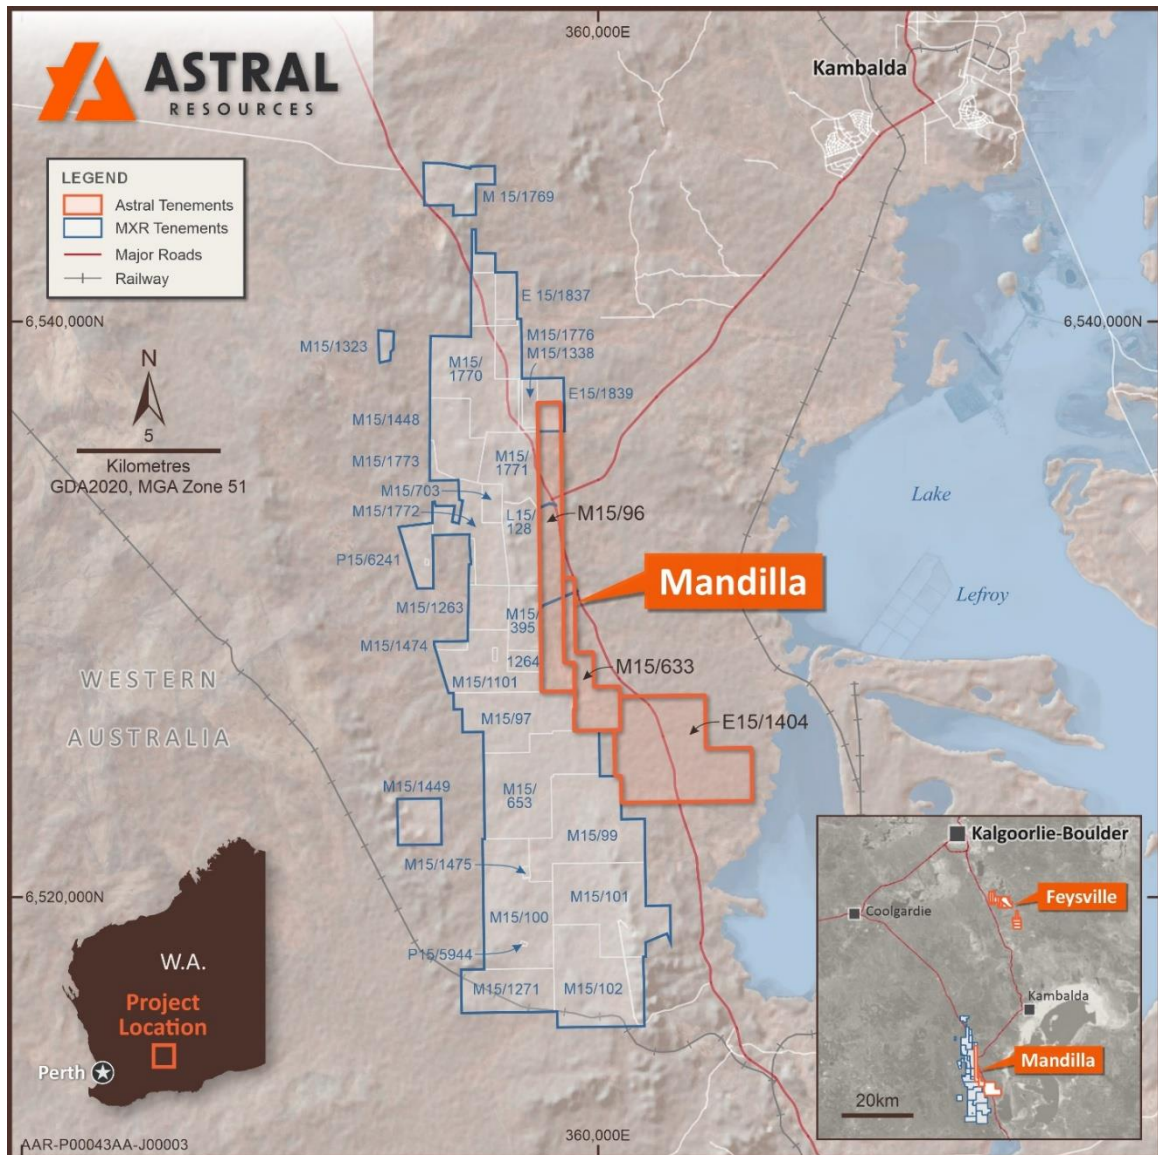 360,000E
ASTRAL
RESOURCES
Kambalda
LEGEND
Astral Tenements
MXR Tenements
Major Roads
Railway
M 15/1769
E 15/1837
6,540,000N
6,540,000N
M15/1323
M15/1776
M15/1338
M15/
1770
E15/1839
N
5
Kilometres
GDA2020, MGA Zone 51
M15/1448
M15/1773
M15/
1771
M15/703
M15/1772
L15/
128
M15/96
Lake
Lefroy
P15/6241
Mandilla
M15/1263
M15/
395
M15/1474
1264
M15/633
M15/1101
WESTERN
AUSTRALIA
M15/97
E15/1404
M15/1449
M15/
653
M15/99
M15/1475
M15/101
6,520,000N
M15/100
P15/5944
M15/1271
M15/102
W.A.
Project
Location
Perth
Kalgoorlie-Boulder
Feysville
Coolgardie
Kambalda
Mandilla
20km
360,000E
AAR-P00043AA-J00003